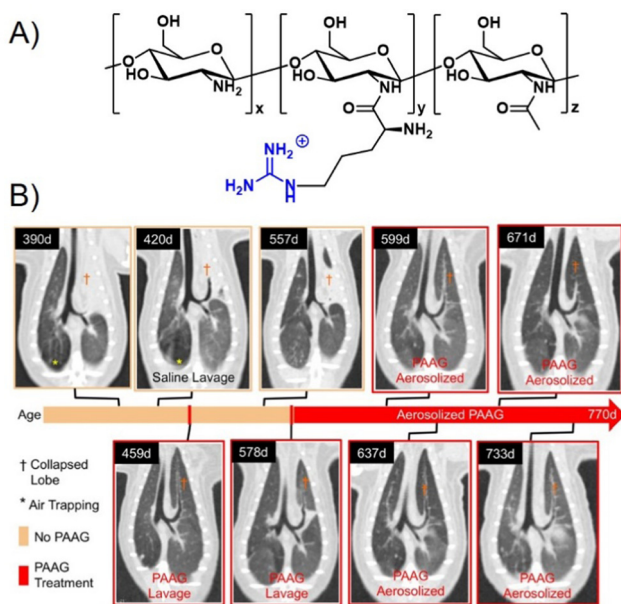 A)
OH
O
HO
NH2
x
OH
O
O
HO
NH
y
O
NH2
NH2
⊕
H2N
N
H
OH
O
O
HO
NH
z
O
B)
390d
†
*
420d
†
*
Saline Lavage
557d
†
599d
†
PAAG
Aerosolized
671d
†
PAAG
Aerosolized
Age
Aerosolized PAAG
770d
† Collapsed
Lobe
* Air Trapping
No PAAG
PAAG
Treatment
459d
†
PAAG
Lavage
578d
†
PAAG
Lavage
637d
†
PAAG
Aerosolized
733d
†
PAAG
Aerosolized